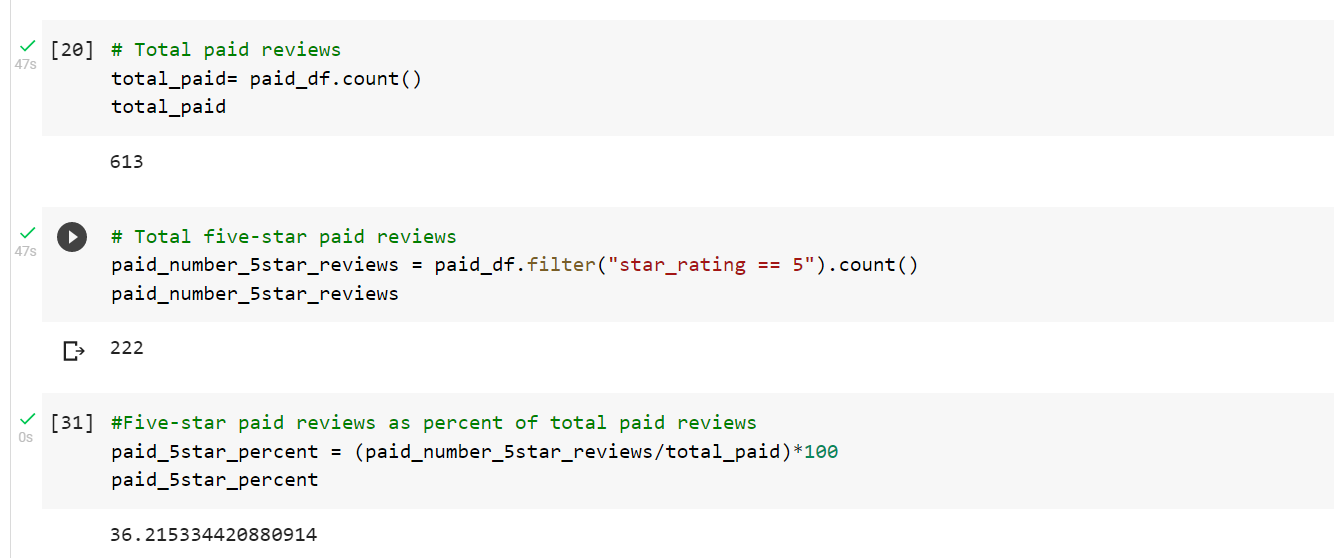 [20] # Total paid reviews
47s
total_paid= paid_df.count()
total_paid
613
# Total five-star paid reviews
47s
paid_number_5star_reviews = paid_df.filter("star_rating == 5").count()
paid_number_5star_reviews
222
[31] #Five-star paid reviews as percent of total paid reviews
0s
paid_5star_percent = (paid_number_5star_reviews/total_paid)*100
paid_5star_percent
36.215334420880914